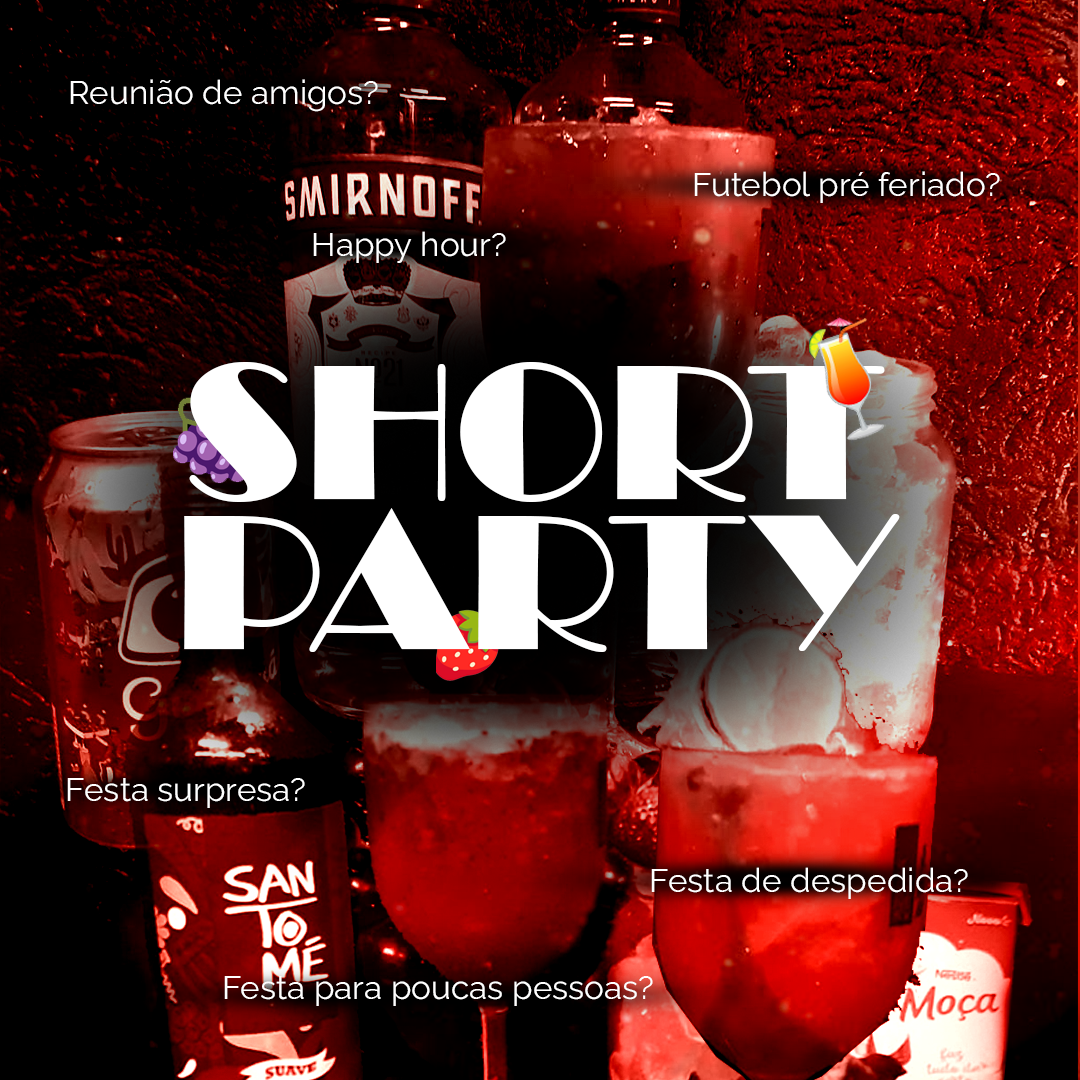 Reunião de amigos?
Futebol pré feriado?
SMIRNOFF
Happy hour?
SHORT
PARTY
Festa surpresa?
SAN
TO
MÉ
Festa de despedida?
Nestlé
Moça
Festa para poucas pessoas?
SUAVE